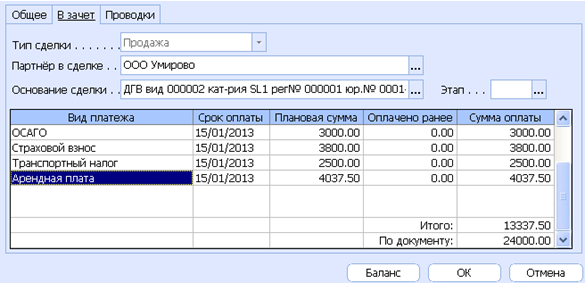 Общее В зачет Проводки
Тип сделки . . . . . . . Продажа
Партнёр в сделке . . ООО Умирово ...
Основание сделки . . ДГВ вид 000002 кат-рия SL1 рег№ 000001 юр.№ 0001- ... Этап . . . ...
Вид платежа Срок оплаты Плановая сумма Оплачено ранее Сумма оплаты
ОСАГО 15/01/2013 3000.00 0.00 3000.00
Страховой взнос 15/01/2013 3800.00 0.00 3800.00
Транспортный налог 15/01/2013 2500.00 0.00 2500.00
Арендная плата 15/01/2013 4037.50 0.00 4037.50
Итого: 13337.50
По документу: 24000.00
Баланс ОК Отмена